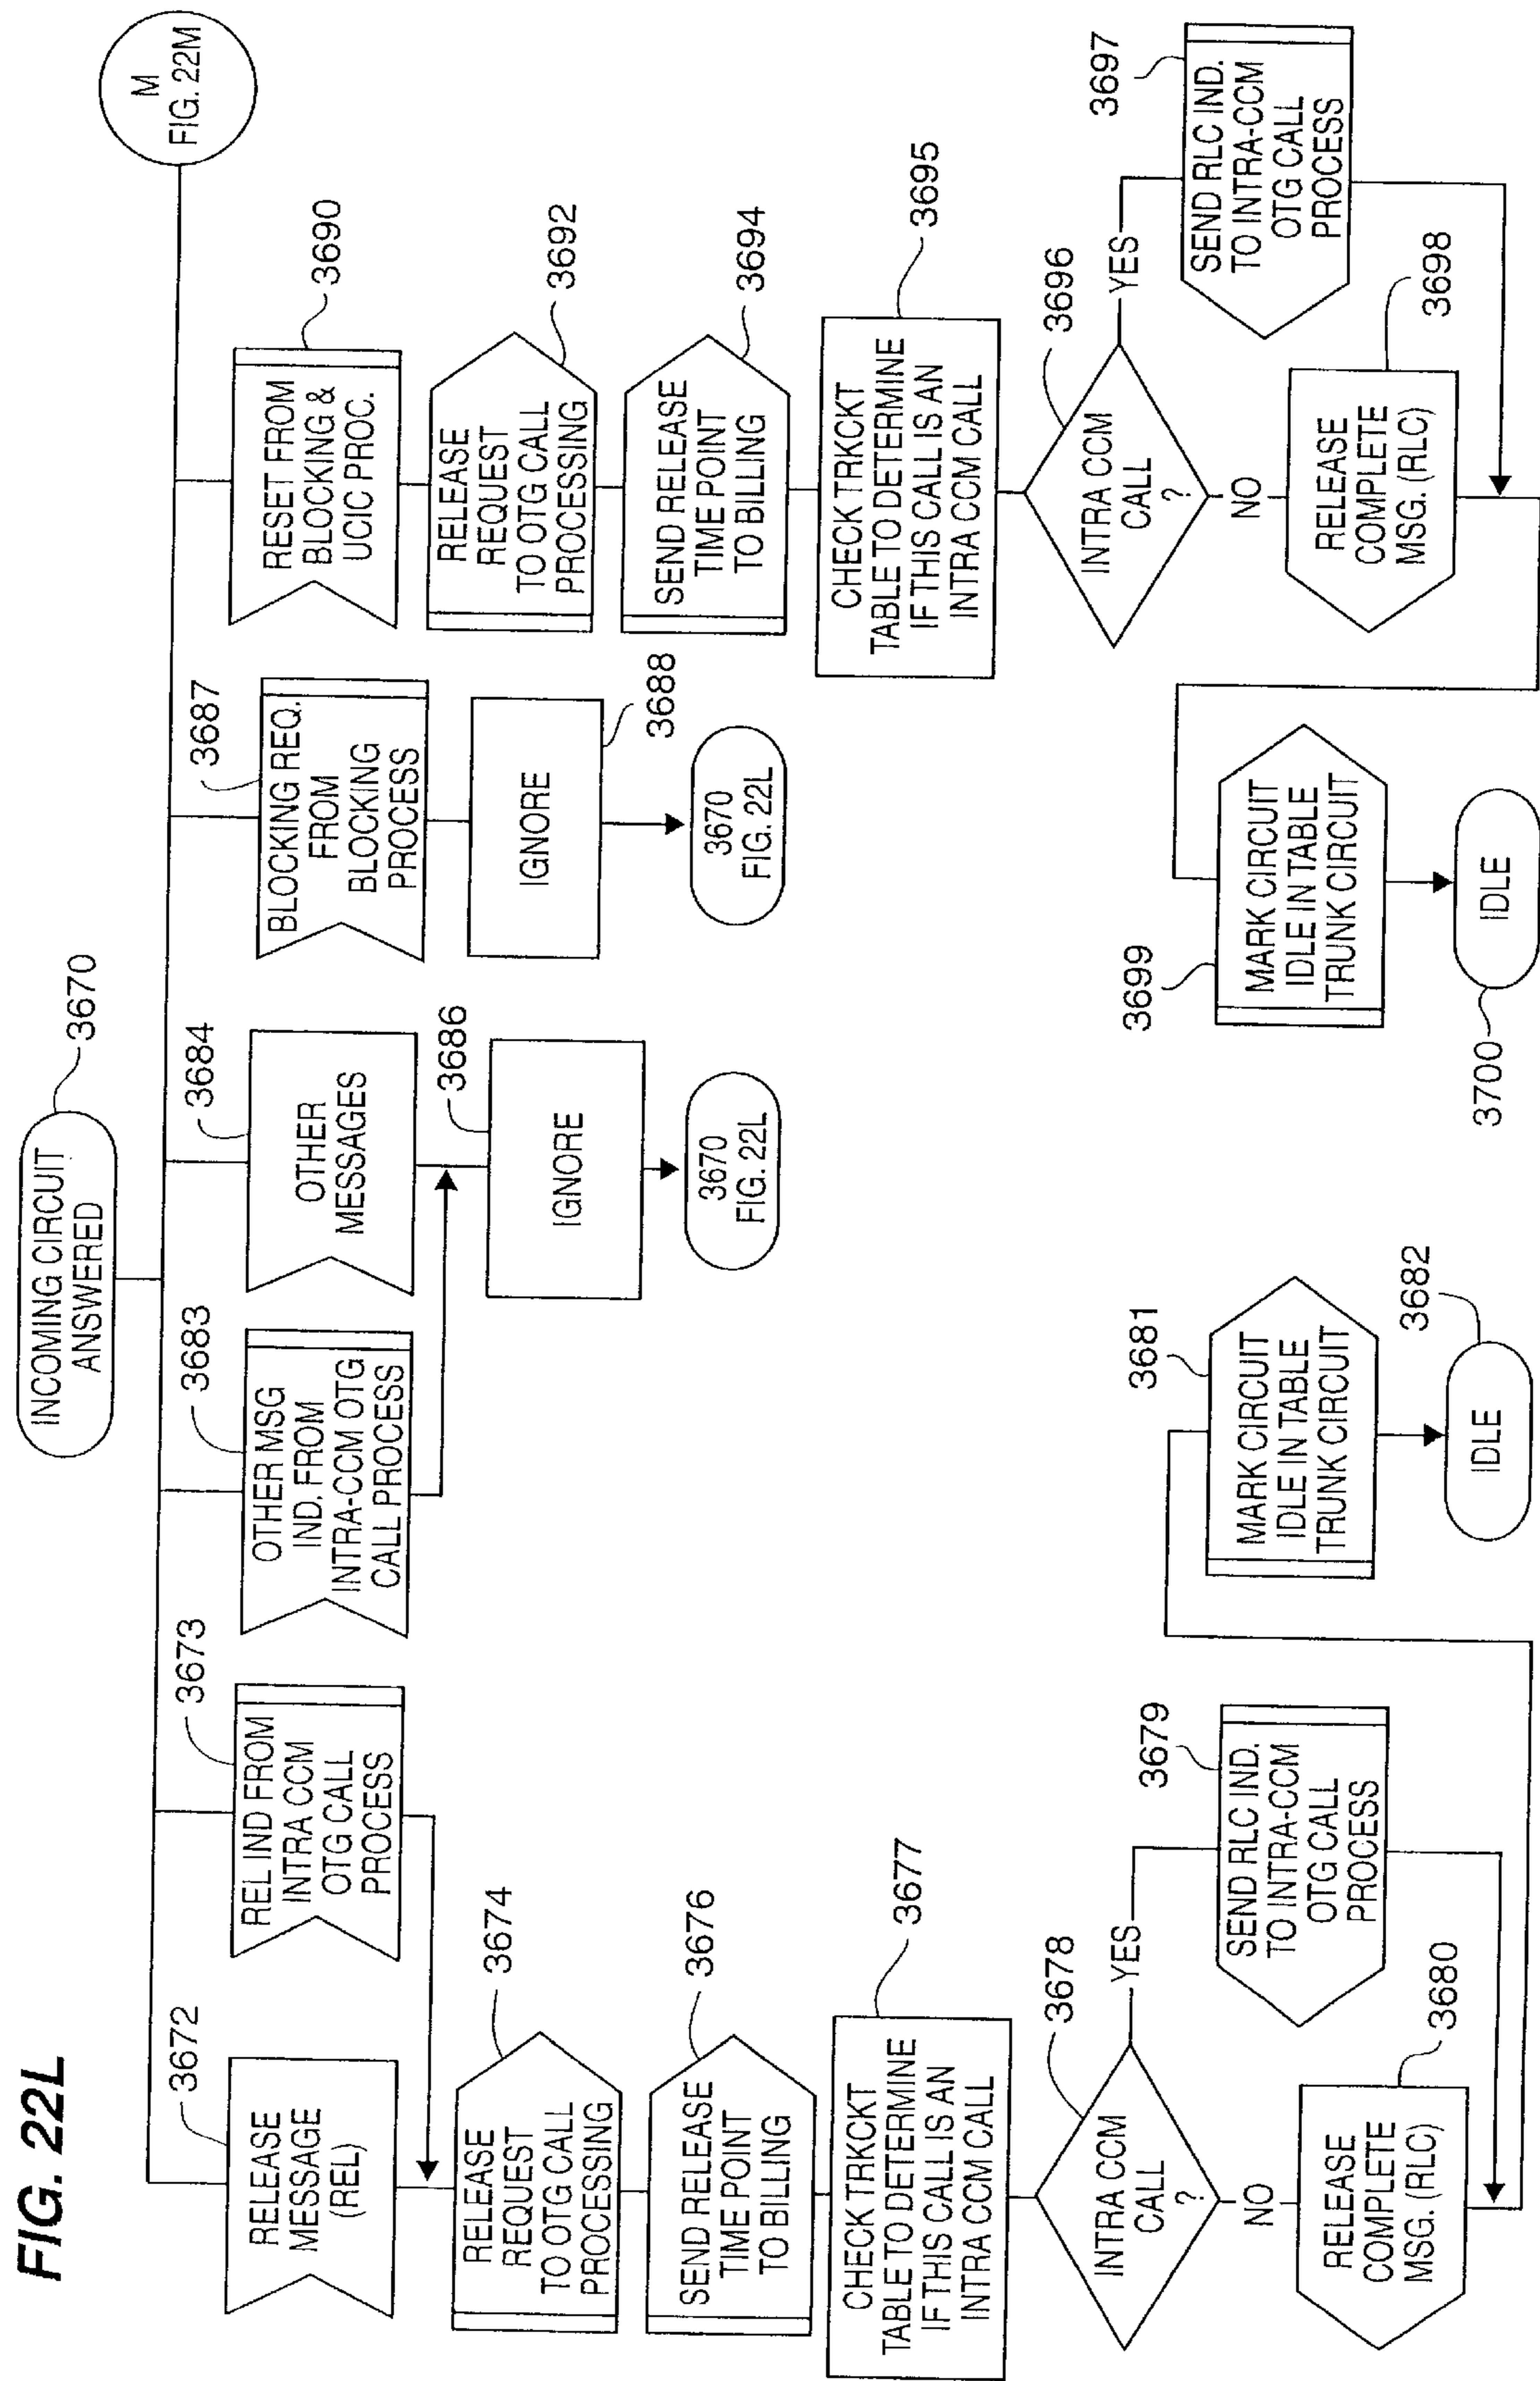 FIG. 22L
INCOMING CIRCUIT
ANSWERED
3670
M
FIG. 22M
RELEASE
MESSAGE
(REL)
3672
REL IND FROM
INTRA CCM
OTG CALL
PROCESS
3673
OTHER MSG
IND. FROM
INTRA-CCM OTG
CALL PROCESS
3683
OTHER
MESSAGES
3684
BLOCKING REQ.
FROM
BLOCKING
PROCESS
3687
RESET FROM
BLOCKING &
UCIC PROC.
3690
RELEASE
REQUEST
TO OTG CALL
PROCESSING
3674
IGNORE
3686
IGNORE
3688
RELEASE
REQUEST
TO OTG CALL
PROCESSING
3692
SEND RELEASE
TIME POINT
TO BILLING
3676
3670
FIG. 22L
3670
FIG. 22L
SEND RELEASE
TIME POINT
TO BILLING
3694
CHECK TRKCKT
TABLE TO DETERMINE
IF THIS CALL IS AN
INTRA CCM CALL
3677
CHECK TRKCKT
TABLE TO DETERMINE
IF THIS CALL IS AN
INTRA CCM CALL
3695
INTRA CCM
CALL
?
3678
YES
NO
SEND RLC IND.
TO INTRA-CCM
OTG CALL
PROCESS
3679
RELEASE
COMPLETE
MSG. (RLC)
3680
MARK CIRCUIT
IDLE IN TABLE
TRUNK CIRCUIT
3681
IDLE
3682
INTRA CCM
CALL
?
3696
YES
NO
SEND RLC IND.
TO INTRA-CCM
OTG CALL
PROCESS
3697
RELEASE
COMPLETE
MSG. (RLC)
3698
MARK CIRCUIT
IDLE IN TABLE
TRUNK CIRCUIT
3699
IDLE
3700